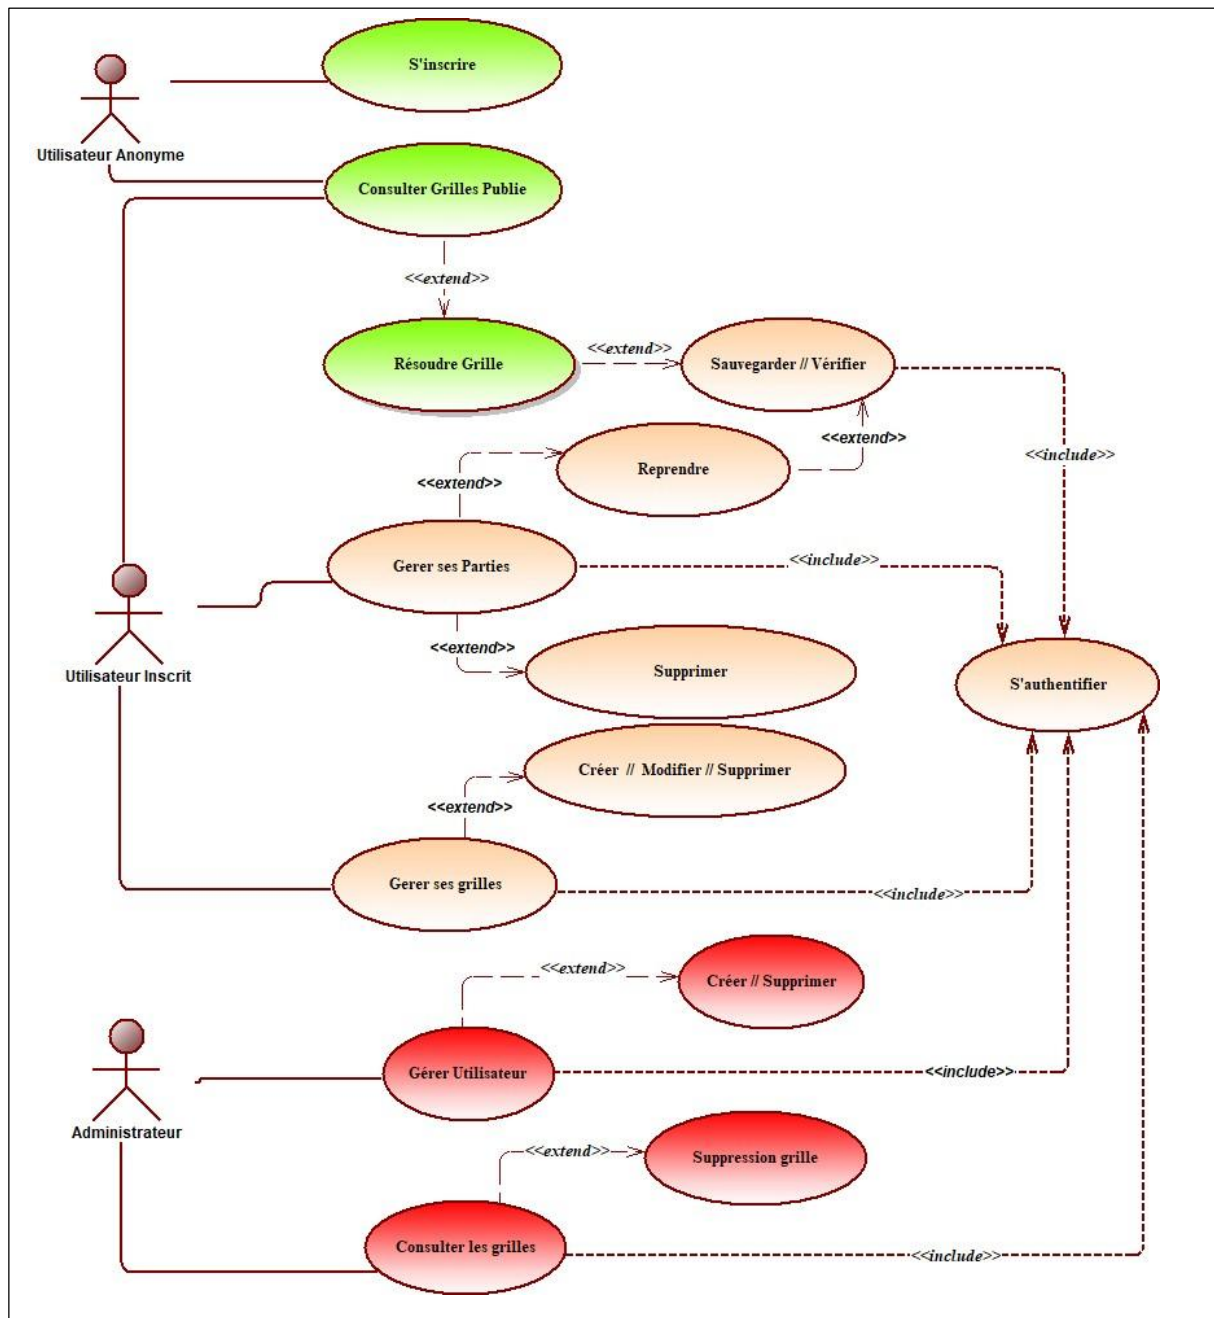 S'inscrire
Utilisateur Anonyme
Consulter Grilles Publie
<<extend>>
Résoudre Grille
<<extend>>
Sauvegarder // Vérifier
<<extend>>
<<include>>
Reprendre
<<extend>>
Gerer ses Parties
<<include>>
Utilisateur Inscrit
<<extend>>
Supprimer
S'authentifier
Créer // Modifier // Supprimer
<<extend>>
Gerer ses grilles
<<include>>
<<extend>>
Créer // Supprimer
Gérer Utilisateur
<<include>>
Administrateur
<<extend>>
Suppression grille
Consulter les grilles
<<include>>